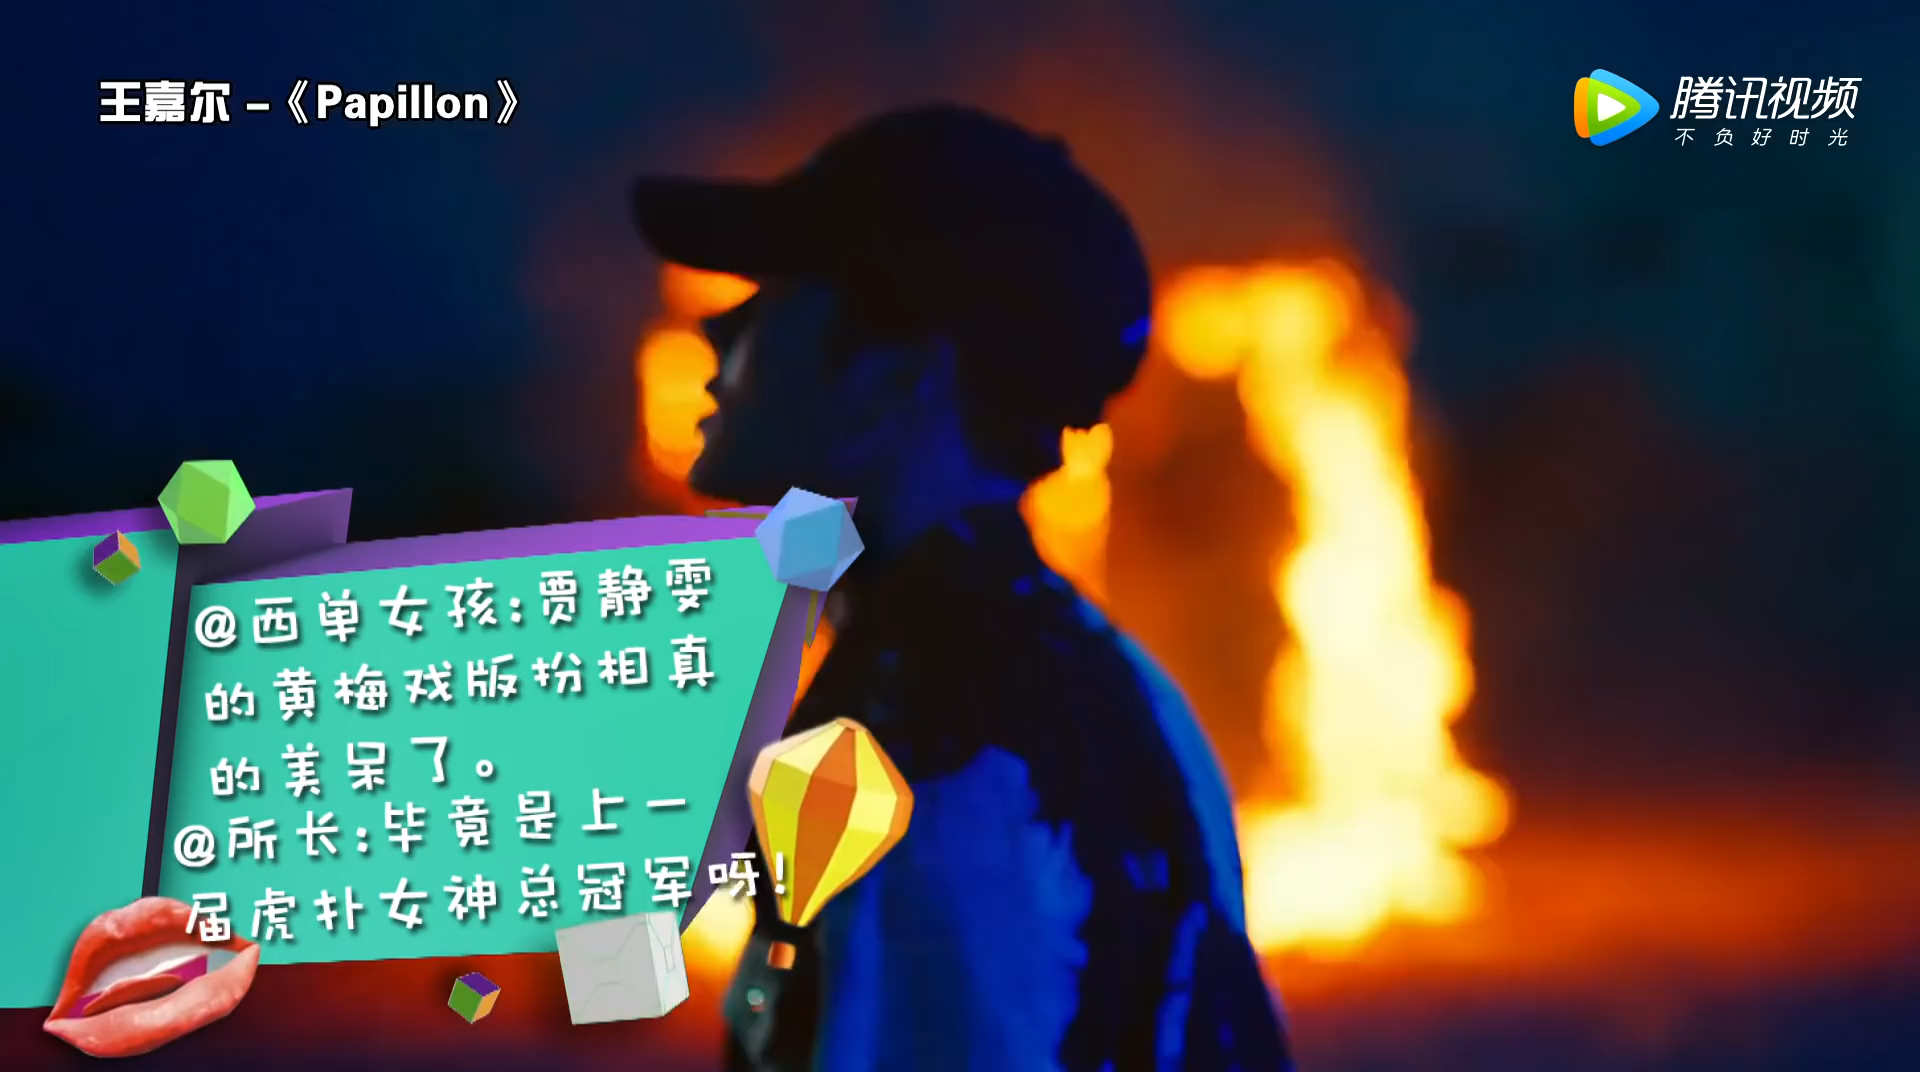 王嘉尔 –《Papillon》
腾讯视频
不负好时光
@西单女孩:贾静雯
的黄梅戏版扮相真
的美呆了。
@所长:毕竟是上一
届虎扑女神总冠军呀!